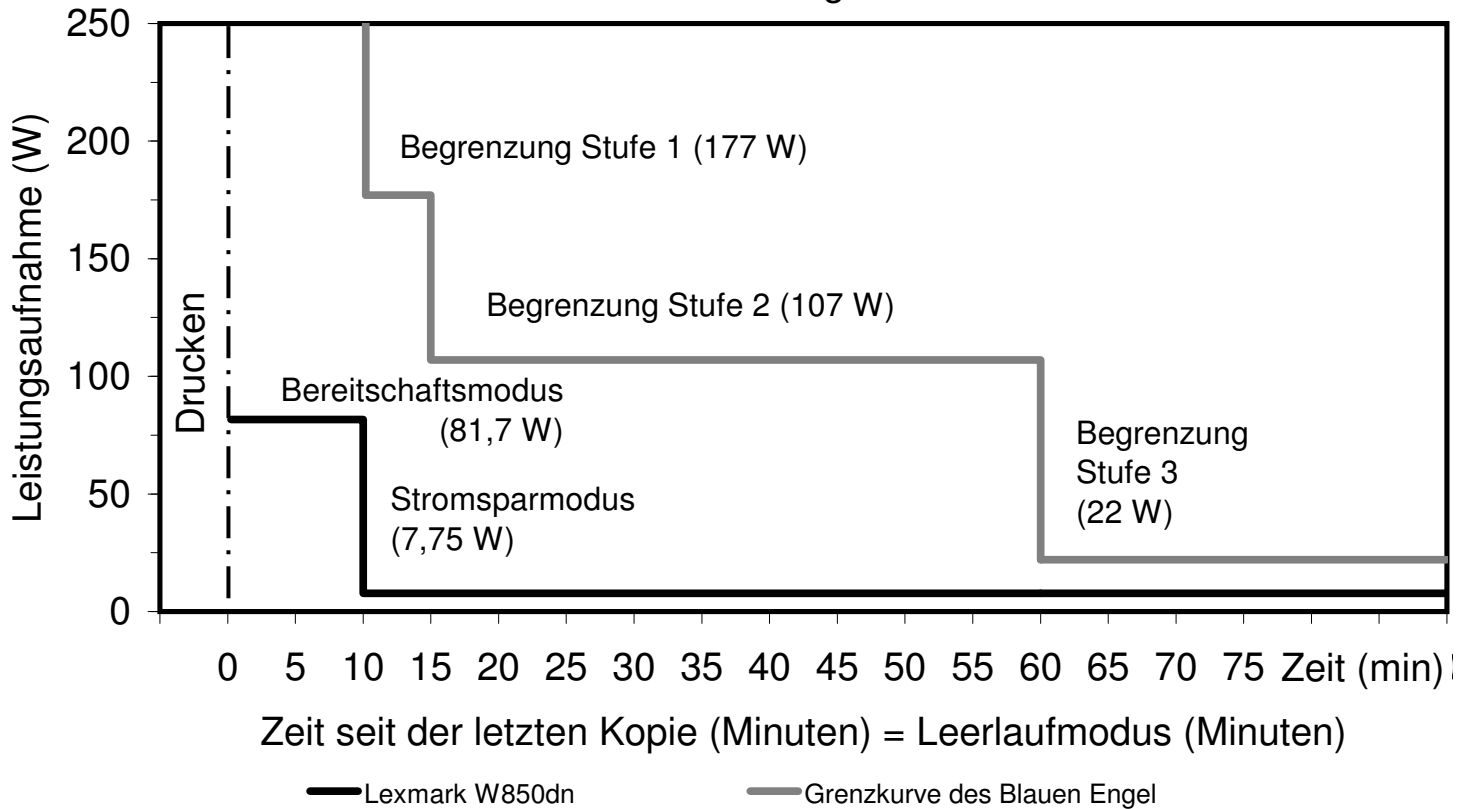 250
200
150
100
50
0
Leistungsaufnahme (W)
Drucken
Begrenzung Stufe 1 (177 W)
Begrenzung Stufe 2 (107 W)
Bereitschaftsmodus
(81,7 W)
Stromsparmodus
(7,75 W)
Begrenzung
Stufe 3
(22 W)
0 5 10 15 20 25 30 35 40 45 50 55 60 65 70 75 Zeit (min)
Zeit seit der letzten Kopie (Minuten) = Leerlaufmodus (Minuten)
Lexmark W850dn
Grenzkurve des Blauen Engel